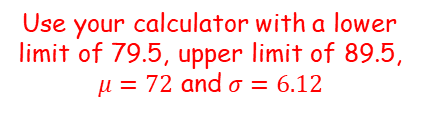 Use your calculator with a lower
limit of 79.5, upper limit of 89.5,
μ = 72 and σ = 6.12